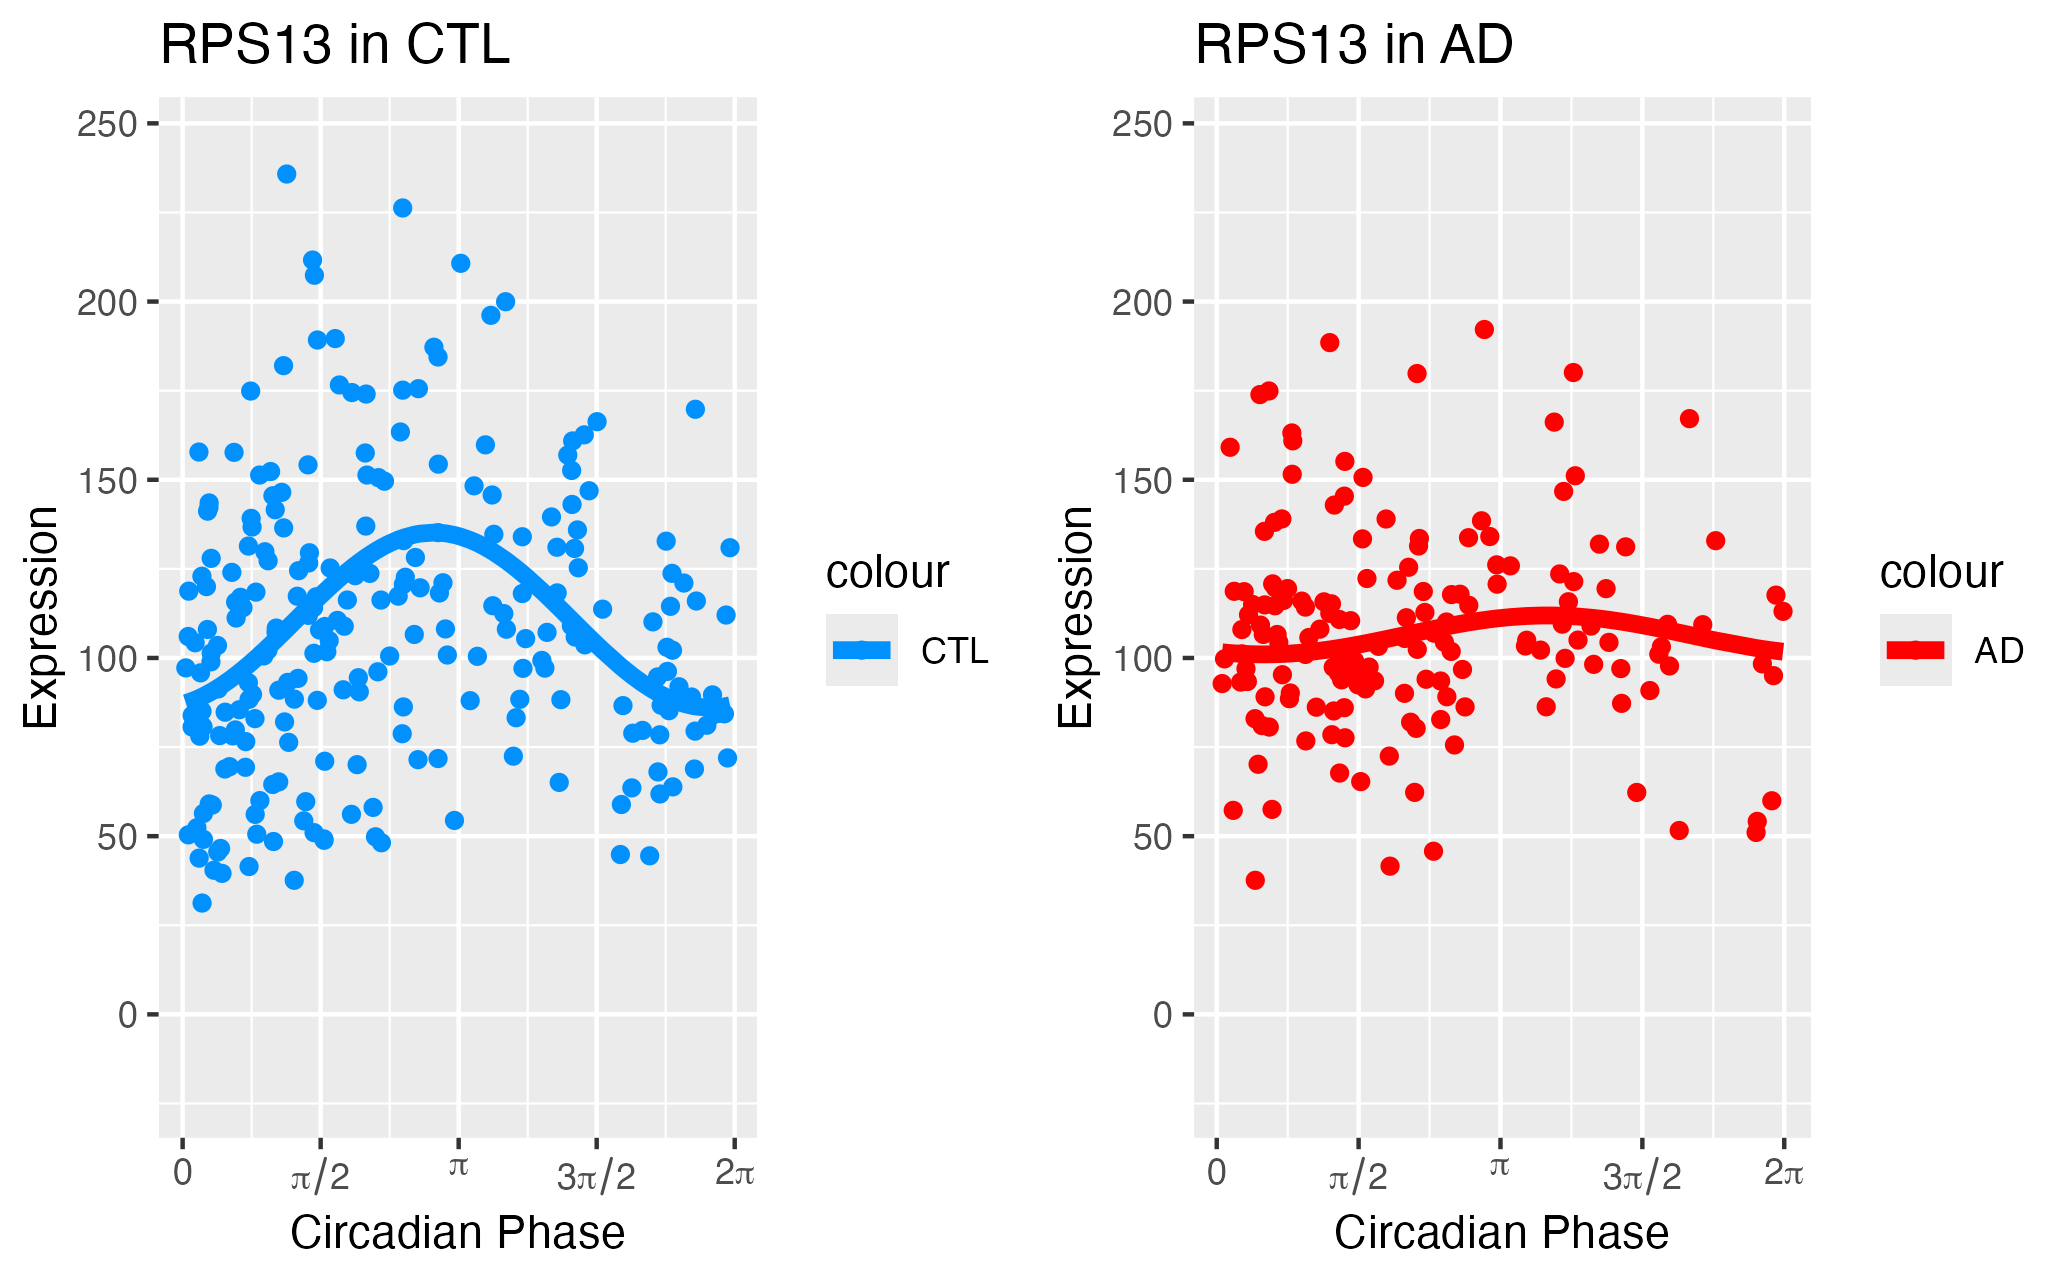 RPS13 in CTL
250
200
150
100
50
0
Expression
0 π/2 π 3π/2 2π
Circadian Phase
colour
CTL
RPS13 in AD
250
200
150
100
50
0
Expression
0 π/2 π 3π/2 2π
Circadian Phase
colour
AD